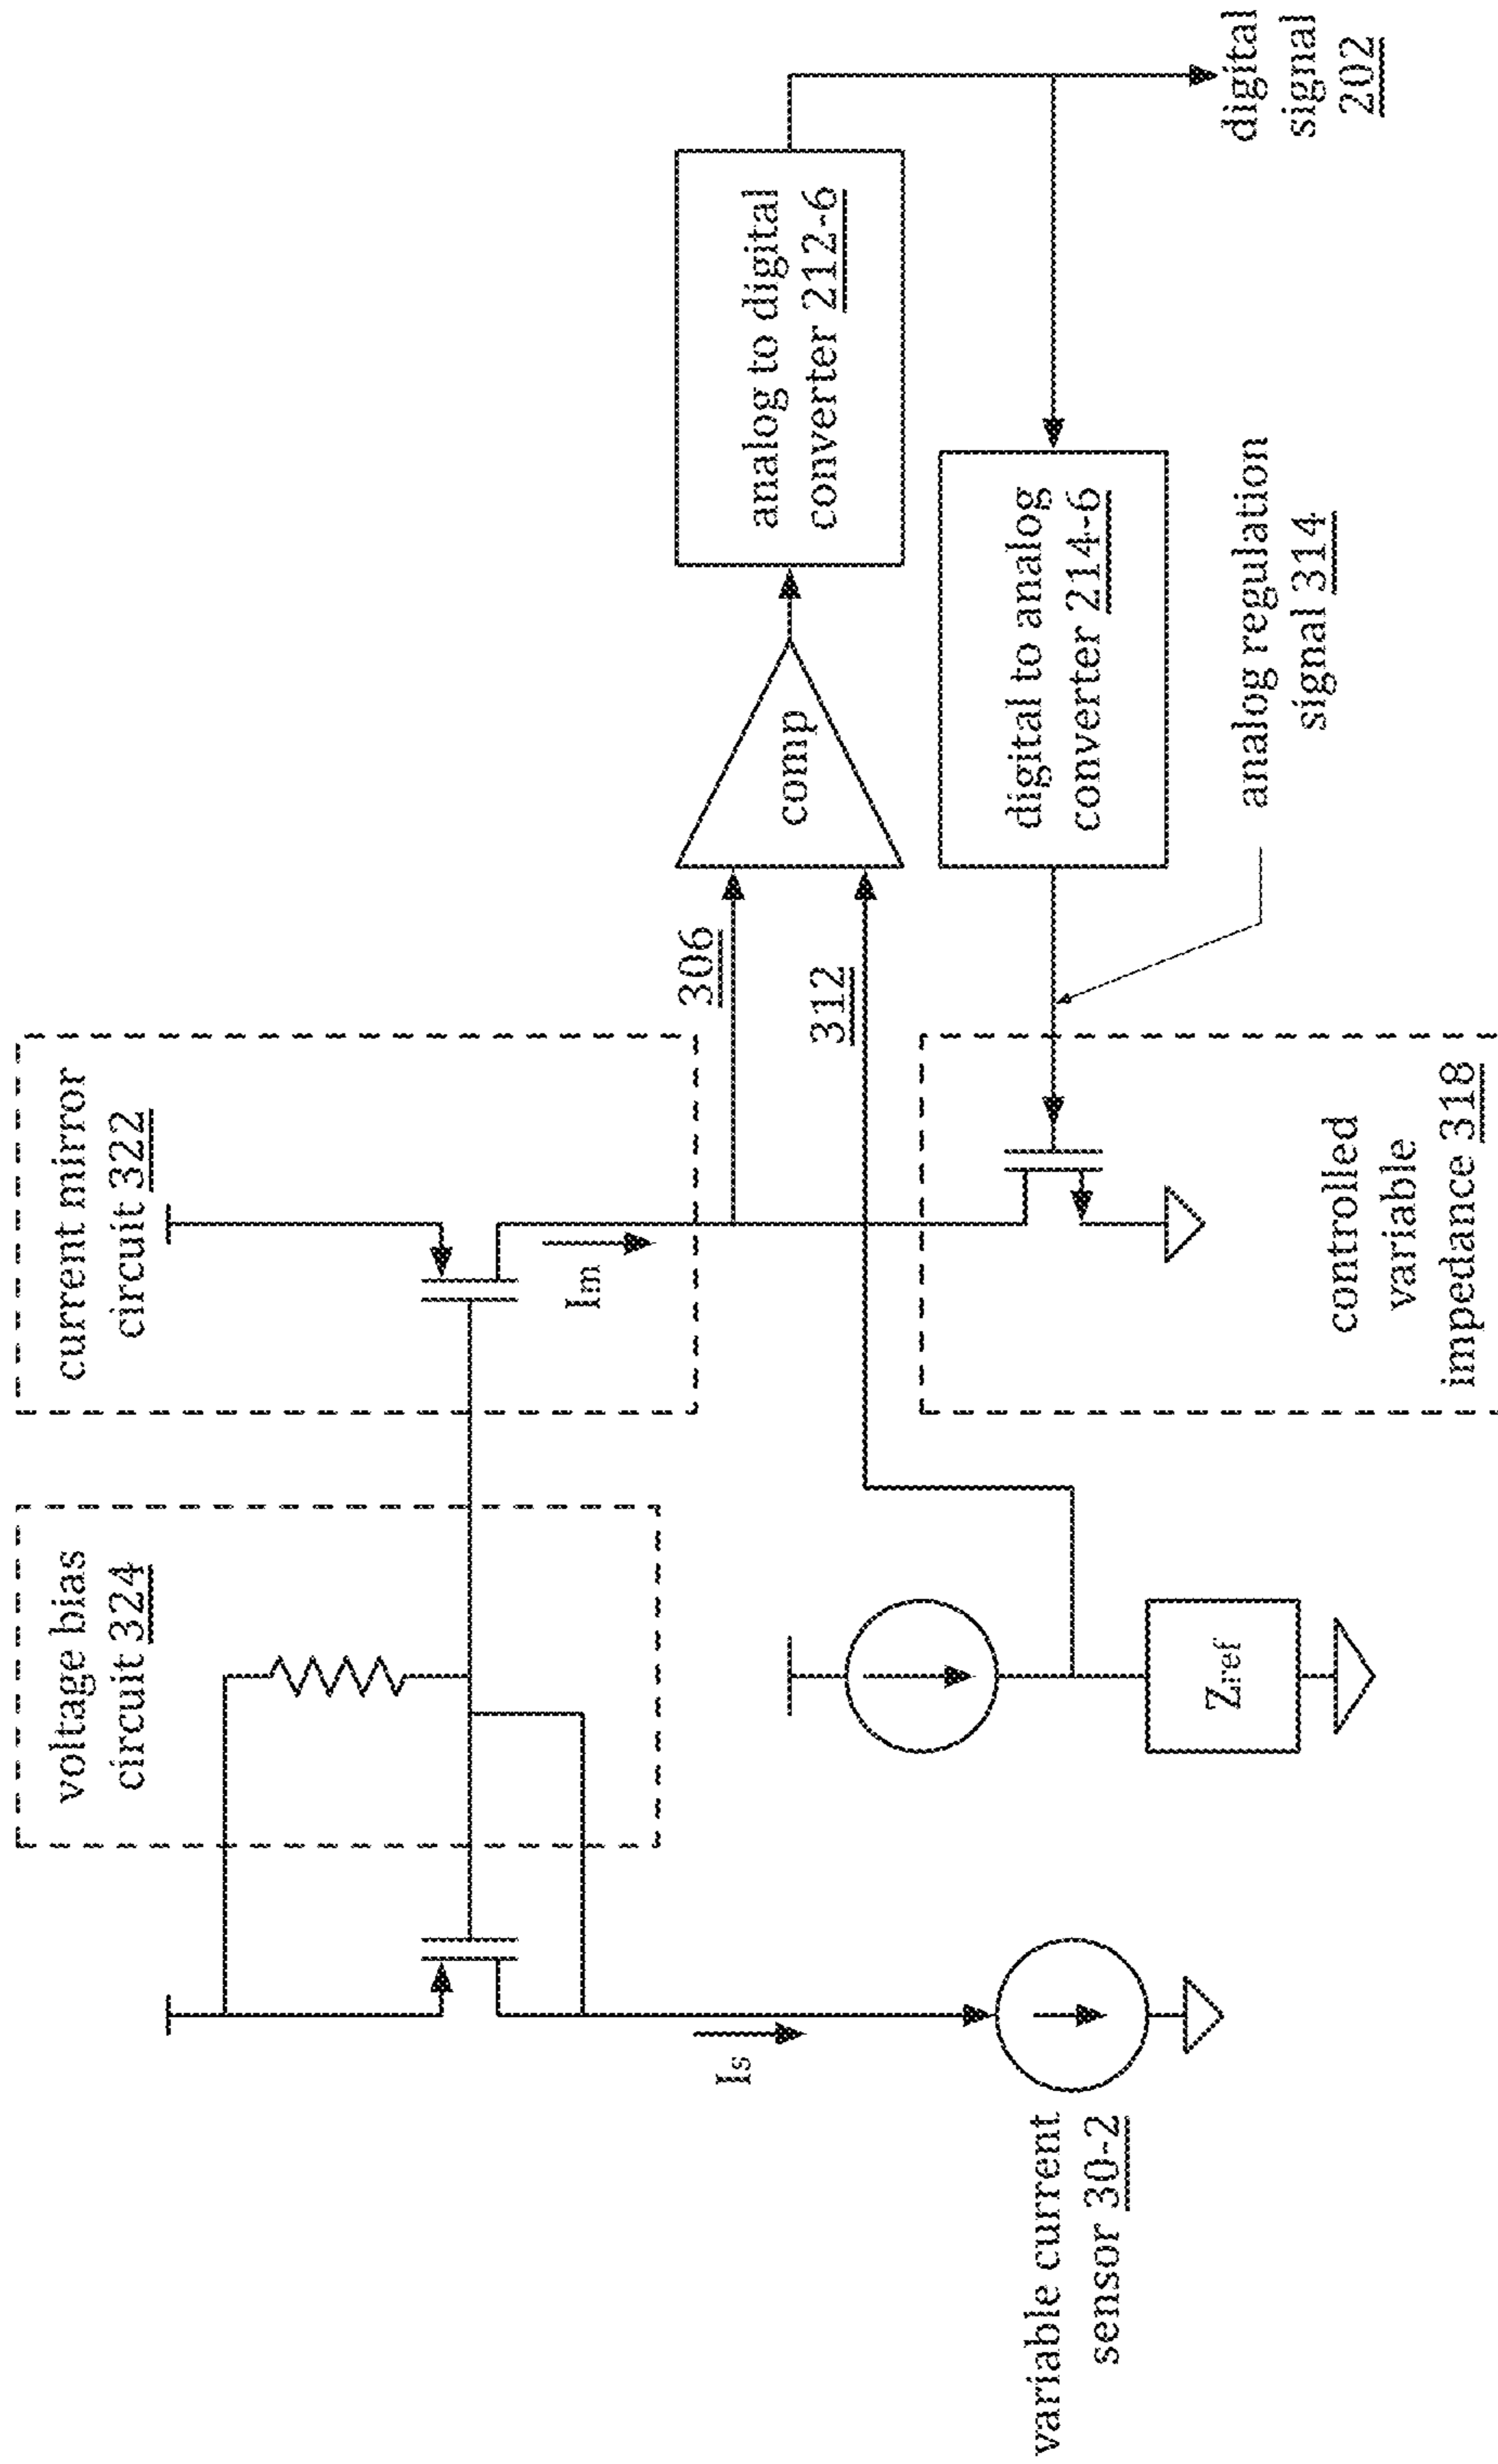 voltage bias
circuit 324
current mirror
circuit 322
Im
Is
306
312
comp
analog to digital
converter 212-6
digital to analog
converter 214-6
variable current
sensor 30-2
Zref
controlled
variable
impedance 318
analog regulation
signal 314
digital
signal
202